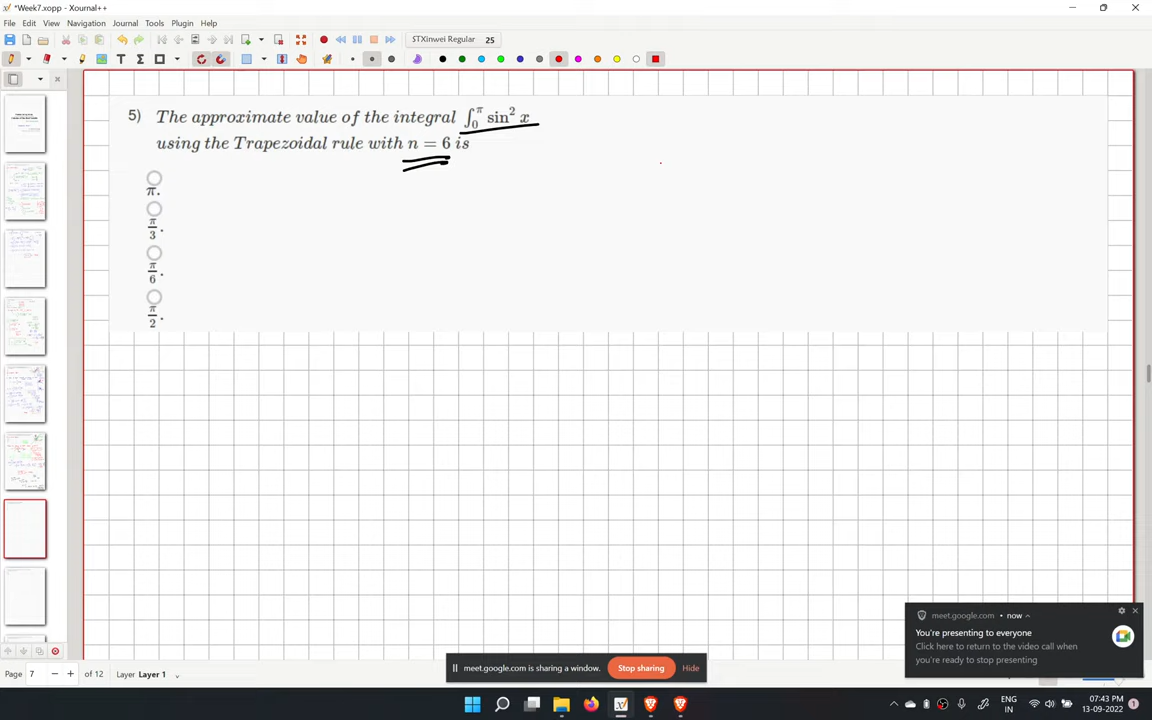 *Week7.xopp - Xournal++
File Edit View Navigation Journal Tools Plugin Help
STXinwei Regular 25
5) The approximate value of the integral ∫₀^π sin² x
using the Trapezoidal rule with n = 6 is
π.
π/3.
π/6.
π/2.
meet.google.com • now
You're presenting to everyone
Click here to return to the video call when
you're ready to stop presenting
meet.google.com is sharing a window. Stop sharing Hide
Page 7 of 12 Layer Layer 1
ENG
IN
07:43 PM
13-09-2022